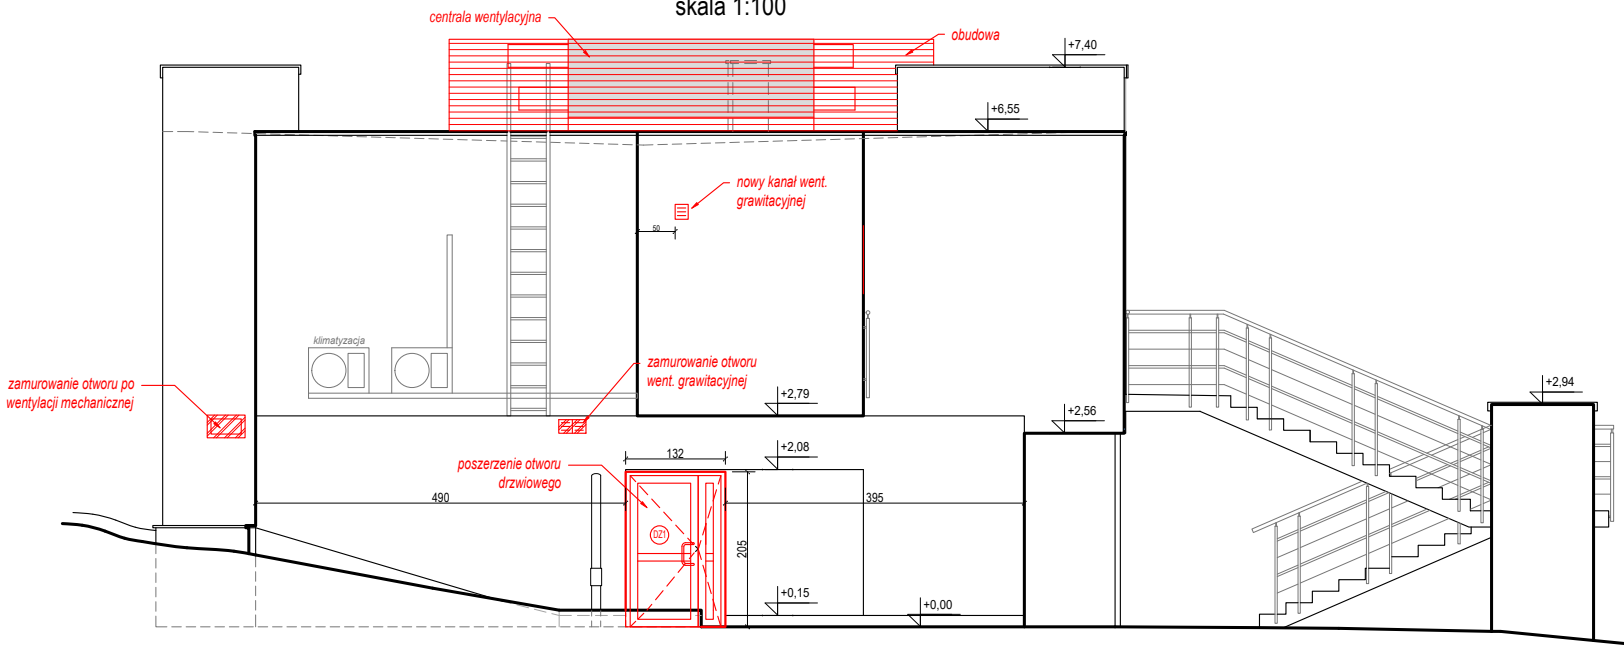 skala 1:100
centrala wentylacyjna
obudowa
+7,40
+6,55
nowy kanał went.
grawitacyjnej
50
klimatyzacja
zamurowanie otworu
went. grawitacyjnej
zamurowanie otworu po
wentylacji mechanicznej
+2,79
+2,94
+2,56
+2,08
132
poszerzenie otworu
drzwiowego
490
395
DZ1
205
+0,15
+0,00